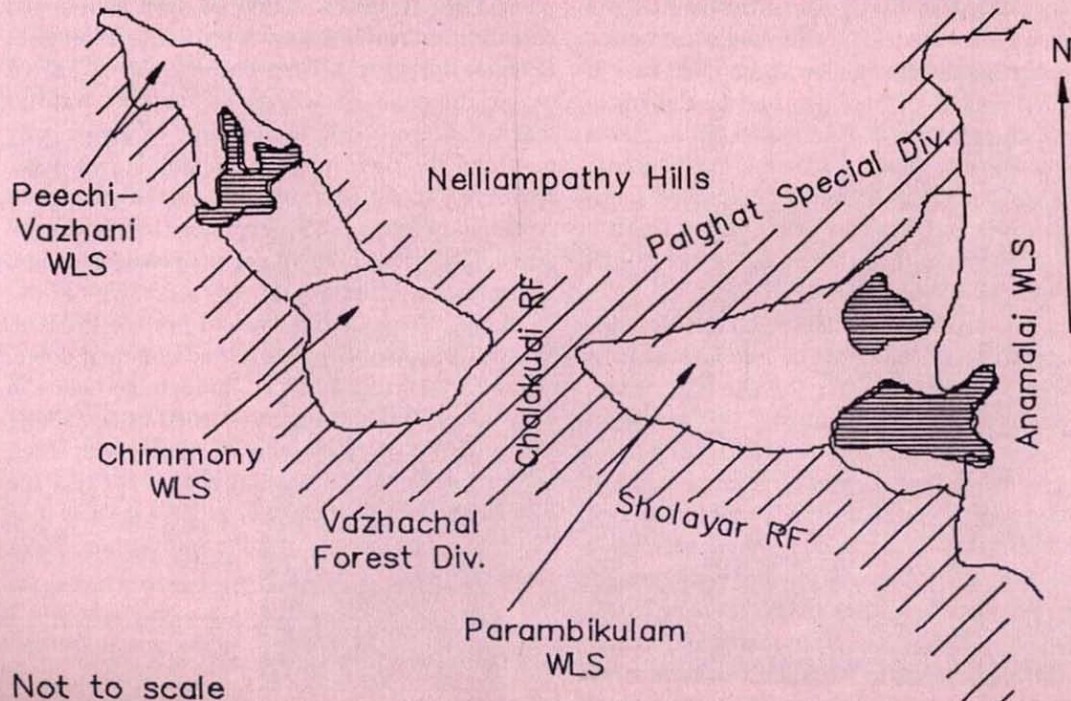 N
Nelliampathy Hills
Palghat Special Div.
Peechi–
Vazhani
WLS
Chalakudi RF
Anamalai WLS
Chimmony
WLS
Vazhachal
Forest Div.
Sholayar RF
Parambikulam
WLS
Not to scale